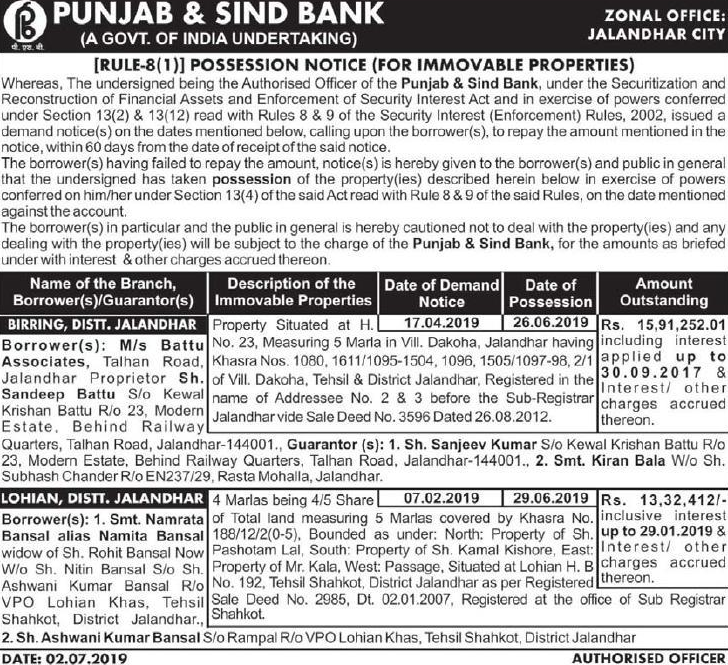 PUNJAB & SIND BANK
(A GOVT. OF INDIA UNDERTAKING)
पी. एस. बी.
ZONAL OFFICE:
JALANDHAR CITY
[RULE-8(1)] POSSESSION NOTICE (FOR IMMOVABLE PROPERTIES)
Whereas, The undersigned being the Authorised Officer of the Punjab & Sind Bank, under the Securitization and
Reconstruction of Financial Assets and Enforcement of Security Interest Act and in exercise of powers conferred
under Section 13(2) & 13(12) read with Rules 8 & 9 of the Security Interest (Enforcement) Rules, 2002, issued a
demand notice(s) on the dates mentioned below, calling upon the borrower(s), to repay the amount mentioned in the
notice, within 60 days from the date of receipt of the said notice.
The borrower(s) having failed to repay the amount, notice(s) is hereby given to the borrower(s) and public in general
that the undersigned has taken possession of the property(ies) described herein below in exercise of powers
conferred on him/her under Section 13(4) of the said Act read with Rule 8 & 9 of the said Rules, on the date mentioned
against the account.
The borrower(s) in particular and the public in general is hereby cautioned not to deal with the property(ies) and any
dealing with the property(ies) will be subject to the charge of the Punjab & Sind Bank, for the amounts as briefed
under with interest & other charges accrued thereon.
Name of the Branch,
Borrower(s)/Guarantor(s)
Description of the
Immovable Properties
Date of Demand
Notice
Date of
Possession
Amount
Outstanding
BIRRING, DISTT. JALANDHAR
Borrower(s): M/s Battu
Associates, Talhan Road,
Jalandhar Proprietor Sh.
Sandeep Battu S/o Kewal
Krishan Battu R/o 23, Modern
Estate, Behind Railway
Property Situated at H.
17.04.2019
26.06.2019
No. 23, Measuring 5 Marla in Vill. Dakoha, Jalandhar having
Khasra Nos. 1080, 1611/1095-1504, 1096, 1505/1097-98, 2/1
of Vill. Dakoha, Tehsil & District Jalandhar, Registered in the
name of Addressee No. 2 & 3 before the Sub-Registrar
Jalandhar vide Sale Deed No. 3596 Dated 26.08.2012.
Rs. 15,91,252.01
including interest
applied up to
30.09.2017 &
Interest/ other
charges accrued
thereon.
Quarters, Talhan Road, Jalandhar-144001., Guarantor (s): 1. Sh. Sanjeev Kumar S/o Kewal Krishan Battu R/o
23, Modern Estate, Behind Railway Quarters, Talhan Road, Jalandhar-144001., 2. Smt. Kiran Bala W/o Sh.
Subhash Chander R/o EN237/29, Rasta Mohalla, Jalandhar.
LOHIAN, DISTT. JALANDHAR
Borrower(s): 1. Smt. Namrata
Bansal alias Namita Bansal
widow of Sh. Rohit Bansal Now
W/o Sh. Nitin Bansal S/o Sh.
Ashwani Kumar Bansal R/o
VPO Lohian Khas, Tehsil
Shahkot, District Jalandhar.,
4 Marlas being 4/5 Share
07.02.2019
29.06.2019
of Total land measuring 5 Marlas covered by Khasra No.
188/12/2(0-5), Bounded as under: North: Property of Sh.
Pashotam Lal, South: Property of Sh. Kamal Kishore, East:
Property of Mr. Kala, West: Passage, Situated at Lohian H. B
No. 192, Tehsil Shahkot, District Jalandhar as per Registered
Sale Deed No. 2985, Dt. 02.01.2007, Registered at the office of Sub Registrar
Shahkot.
Rs. 13,32,412/-
inclusive interest
up to 29.01.2019 &
Interest/ other
charges accrued
thereon.
2. Sh. Ashwani Kumar Bansal S/o Rampal R/o VPO Lohian Khas, Tehsil Shahkot, District Jalandhar
DATE: 02.07.2019
AUTHORISED OFFICER